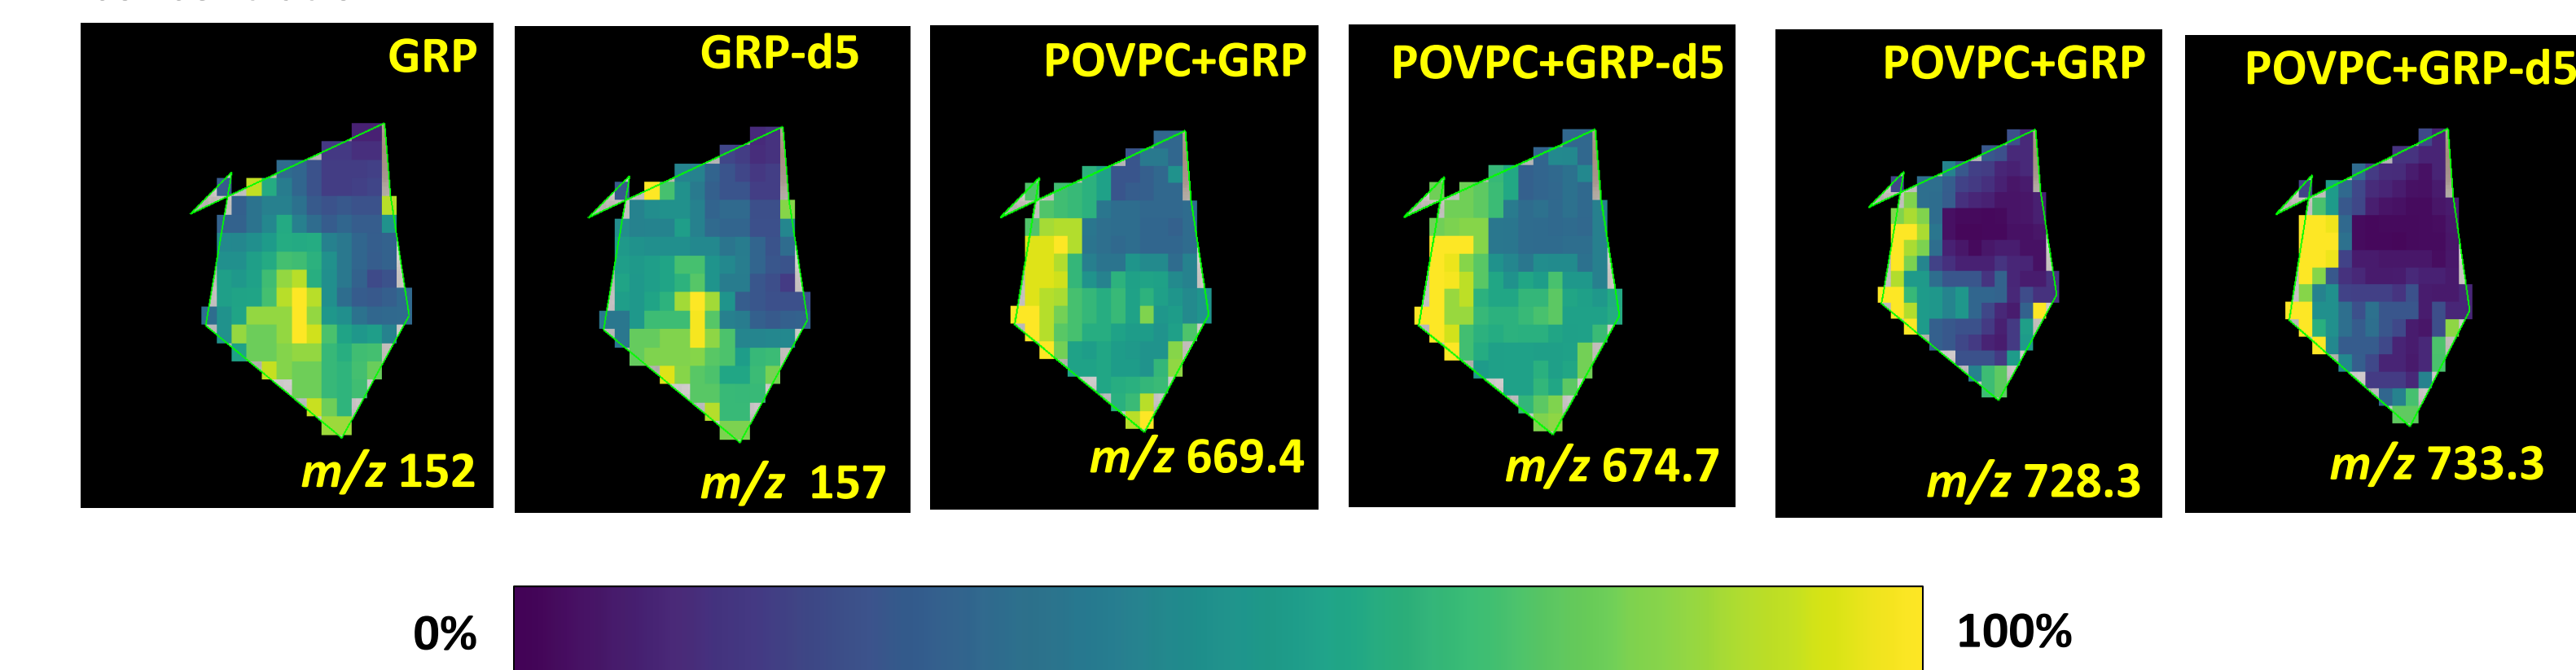 GRP
m/z 152
GRP-d5
m/z 157
POVPC+GRP
m/z 669.4
POVPC+GRP-d5
m/z 674.7
POVPC+GRP
m/z 728.3
POVPC+GRP-d5
m/z 733.3
0%
100%